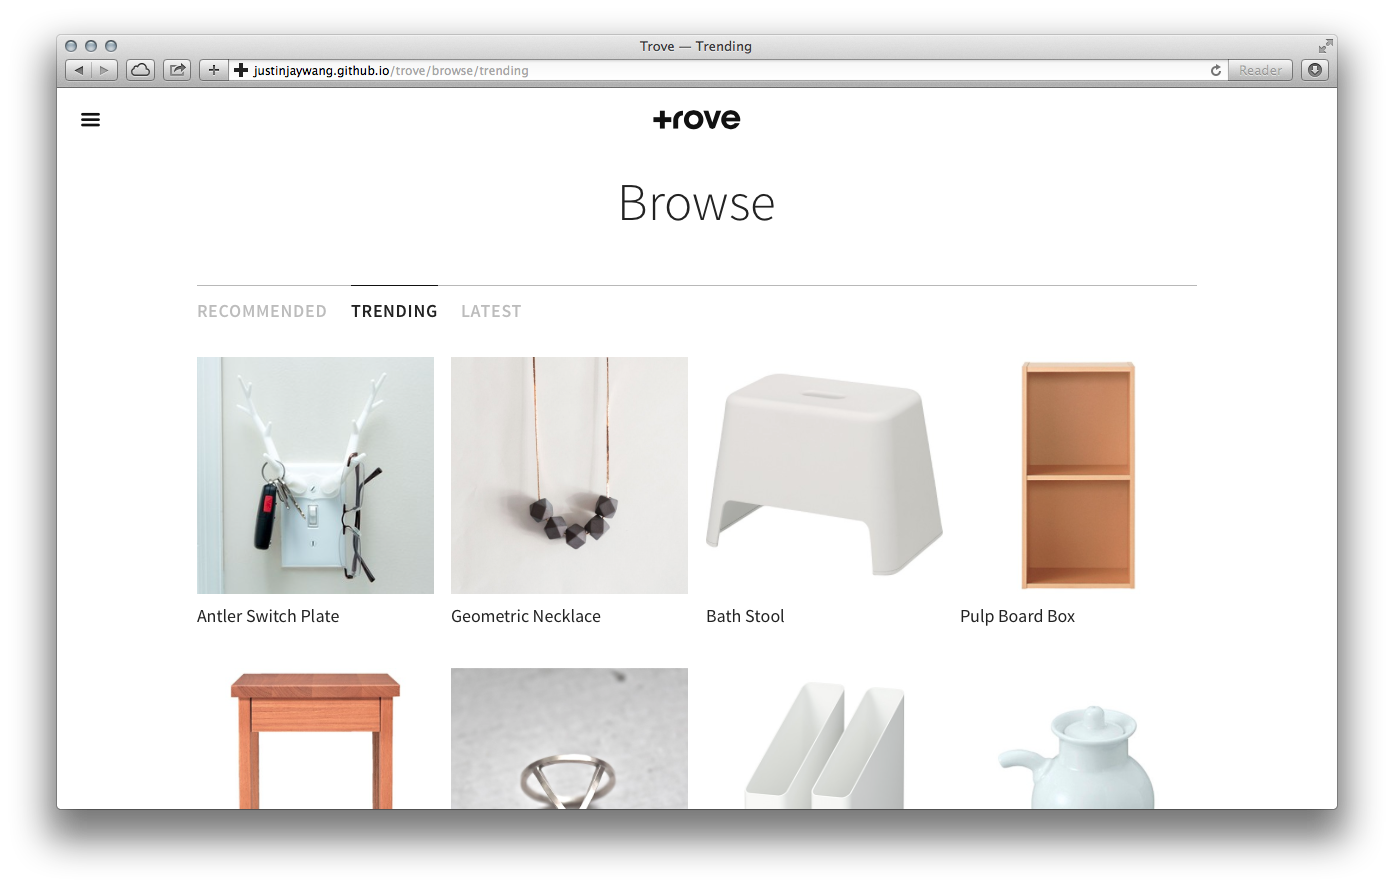 Trove — Trending
justinjaywang.github.io/trove/browse/trending
Reader
trove
Browse
RECOMMENDED TRENDING LATEST
Antler Switch Plate
Geometric Necklace
Bath Stool
Pulp Board Box